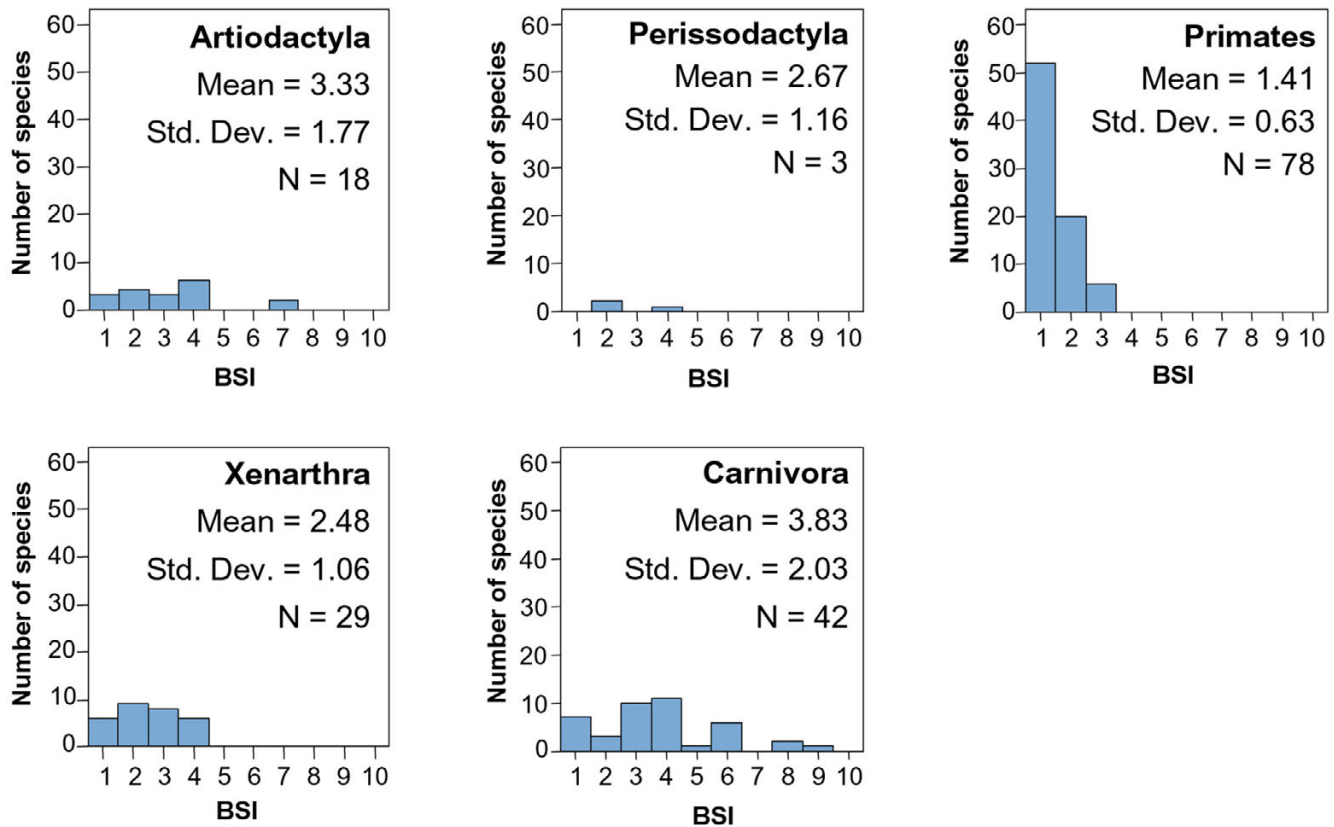 Artiodactyla
Mean = 3.33
Std. Dev. = 1.77
N = 18
Number of species
60
50
40
30
20
10
0
1 2 3 4 5 6 7 8 9 10
BSI
Perissodactyla
Mean = 2.67
Std. Dev. = 1.16
N = 3
Number of species
60
50
40
30
20
10
0
1 2 3 4 5 6 7 8 9 10
BSI
Primates
Mean = 1.41
Std. Dev. = 0.63
N = 78
Number of species
60
50
40
30
20
10
0
1 2 3 4 5 6 7 8 9 10
BSI
Xenarthra
Mean = 2.48
Std. Dev. = 1.06
N = 29
Number of species
60
50
40
30
20
10
0
1 2 3 4 5 6 7 8 9 10
BSI
Carnivora
Mean = 3.83
Std. Dev. = 2.03
N = 42
Number of species
60
50
40
30
20
10
0
1 2 3 4 5 6 7 8 9 10
BSI